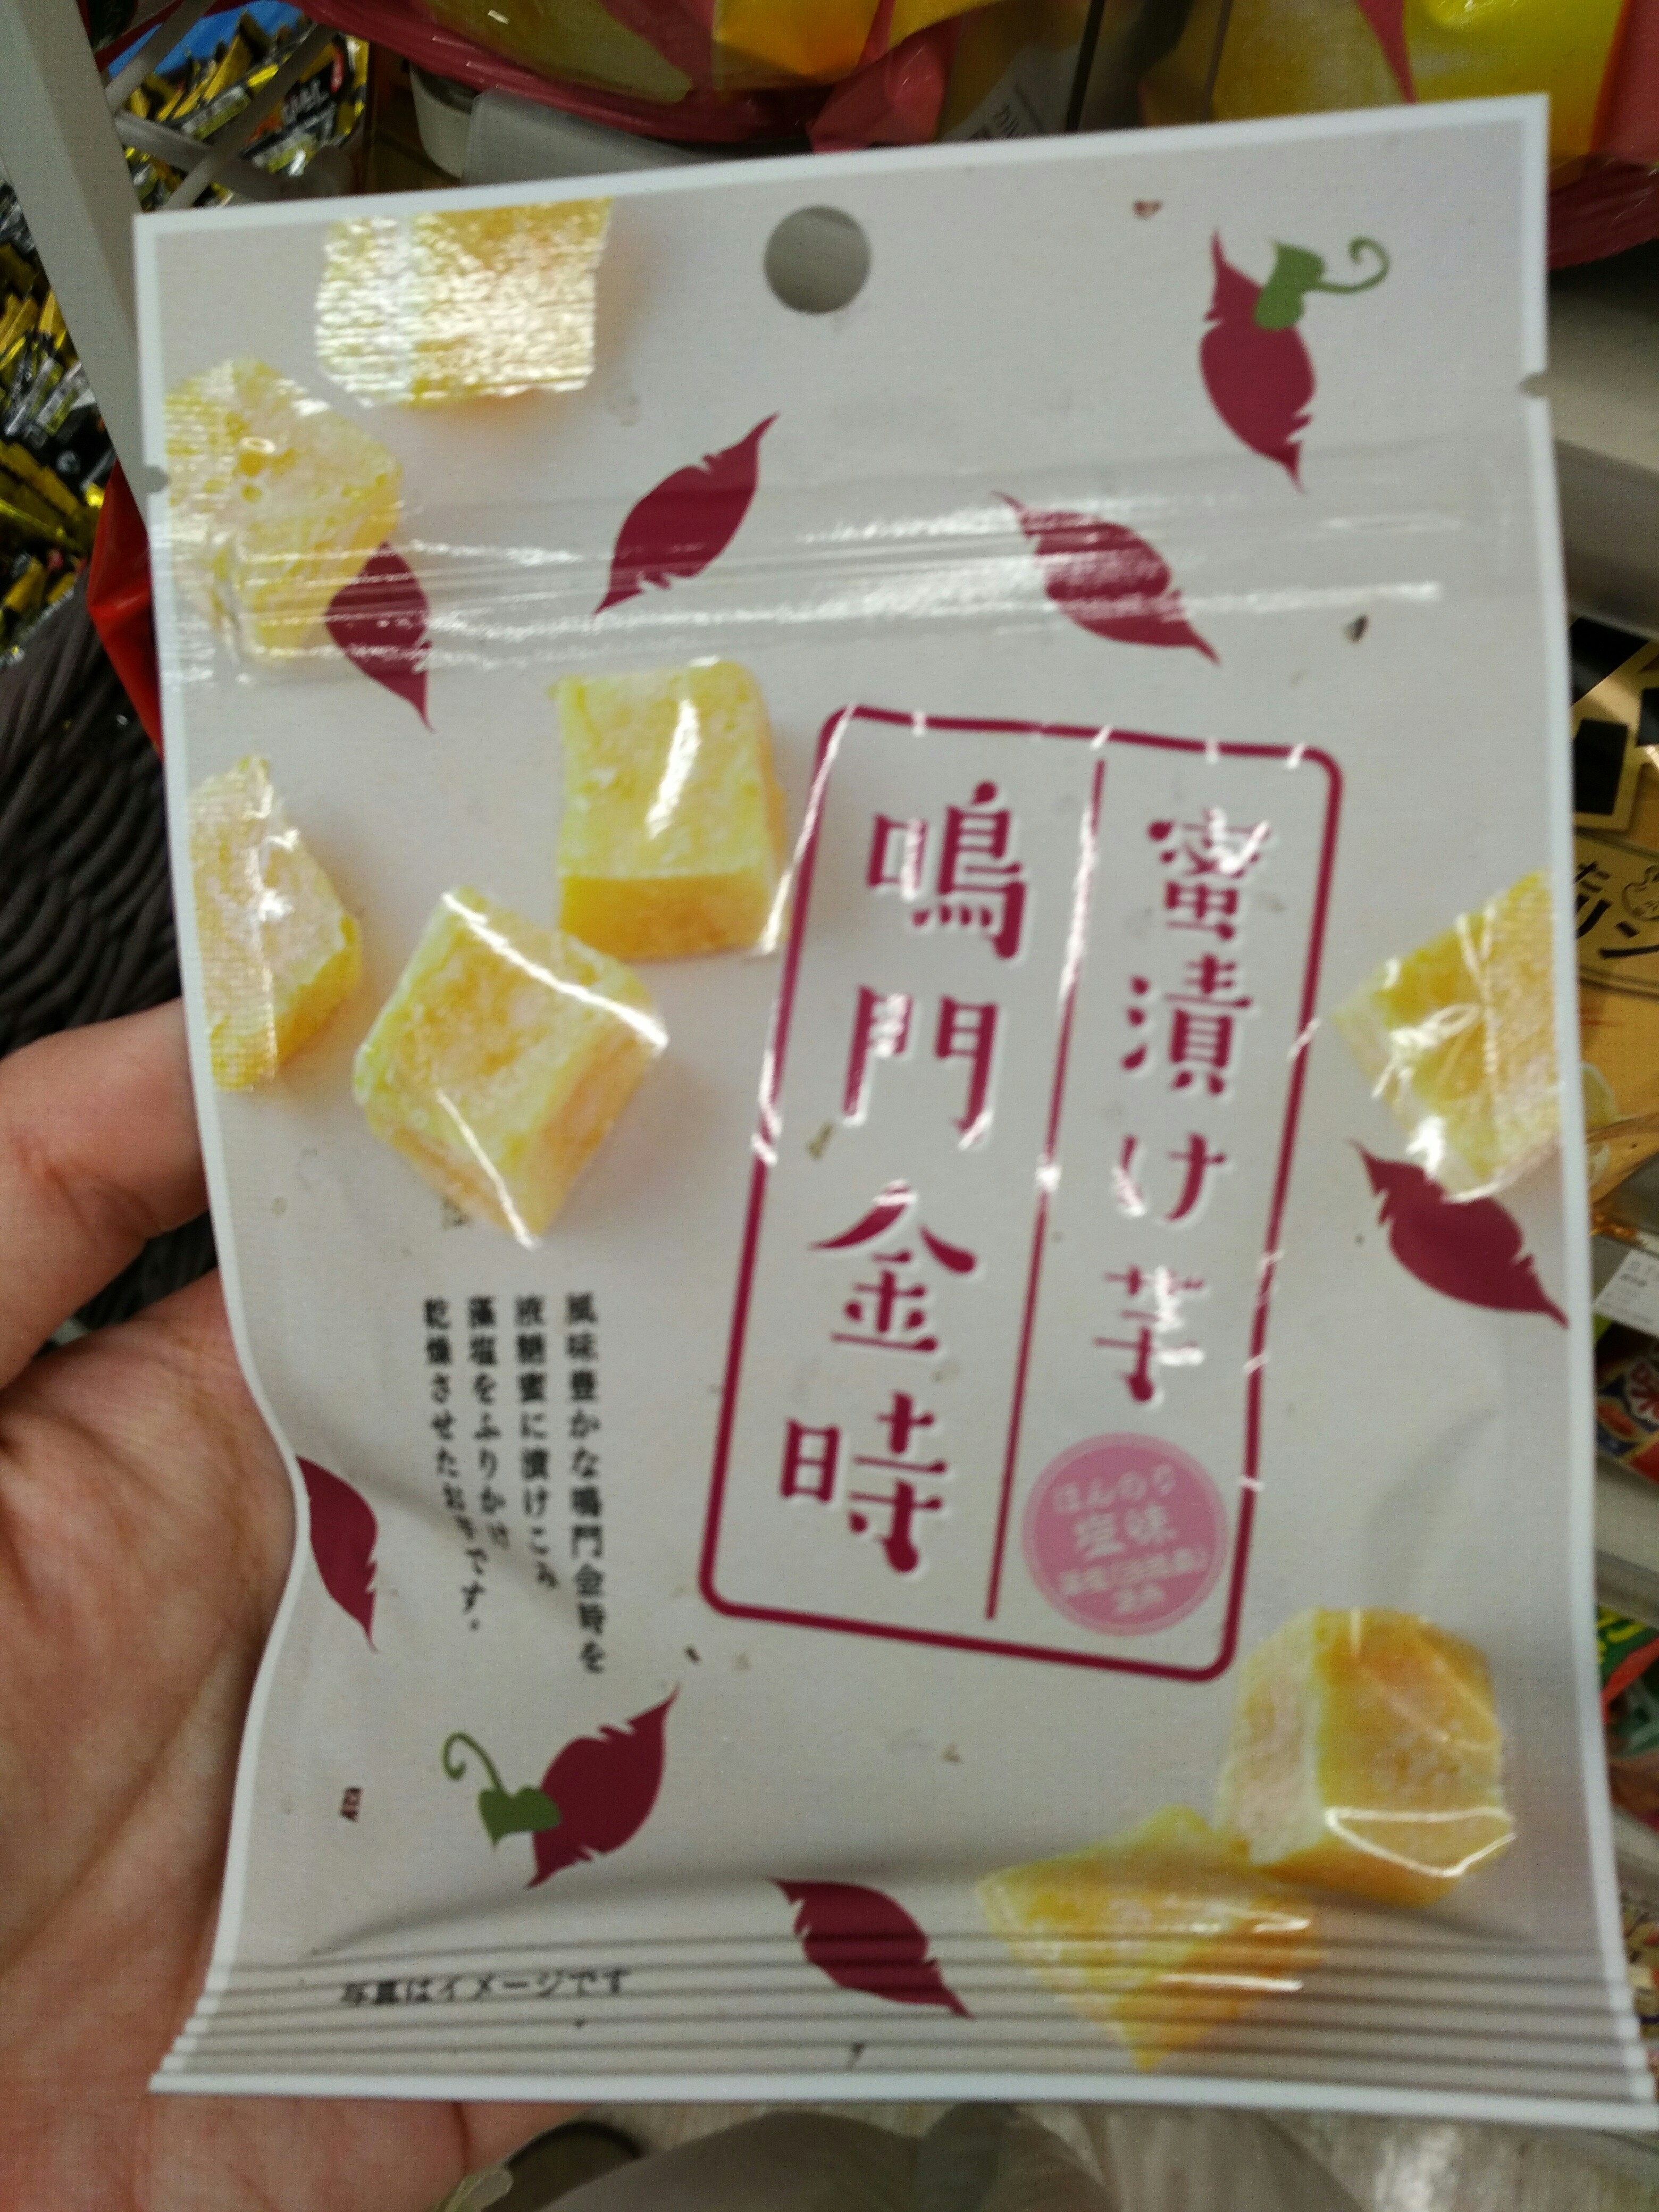 蜜漬け芋
鳴門金時
ほんのり
塩味
風味豊かな鳴門金時を
液糖蜜に漬けこみ
藻塩をふりかけ
乾燥させたお芋です。
写真はイメージです